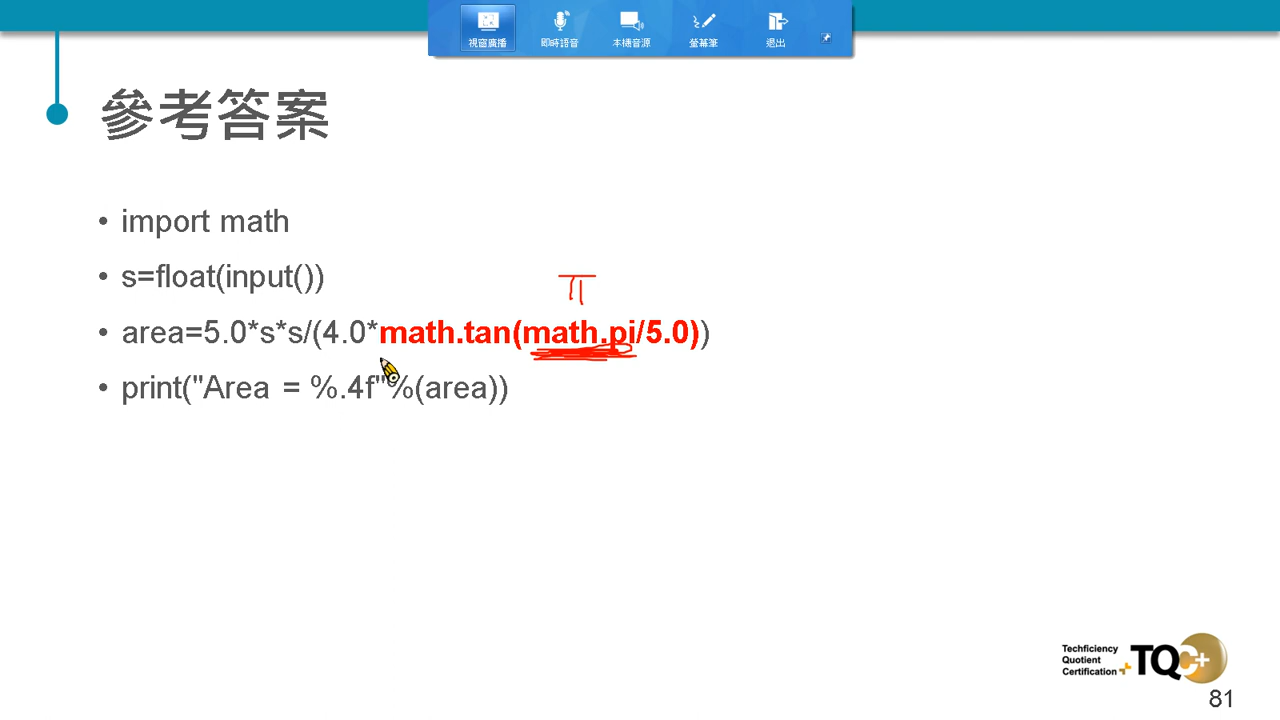 視窗廣播 即時語音 本機音源 螢幕筆 退出
參考答案
• import math
• s=float(input())
π
• area=5.0*s*s/(4.0*math.tan(math.pi/5.0))
• print("Area = %.4f"%(area))
Techficiency
Quotient
Certification
TQC+
81